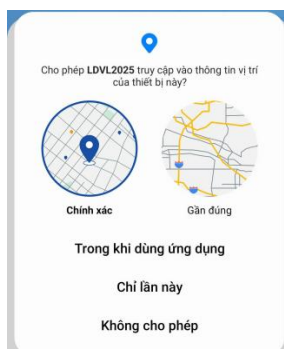 Cho phép LDVL2025 truy cập vào thông tin vị trí
của thiết bị này?
Chính xác
Gần đúng
Trong khi dùng ứng dụng
Chỉ lần này
Không cho phép